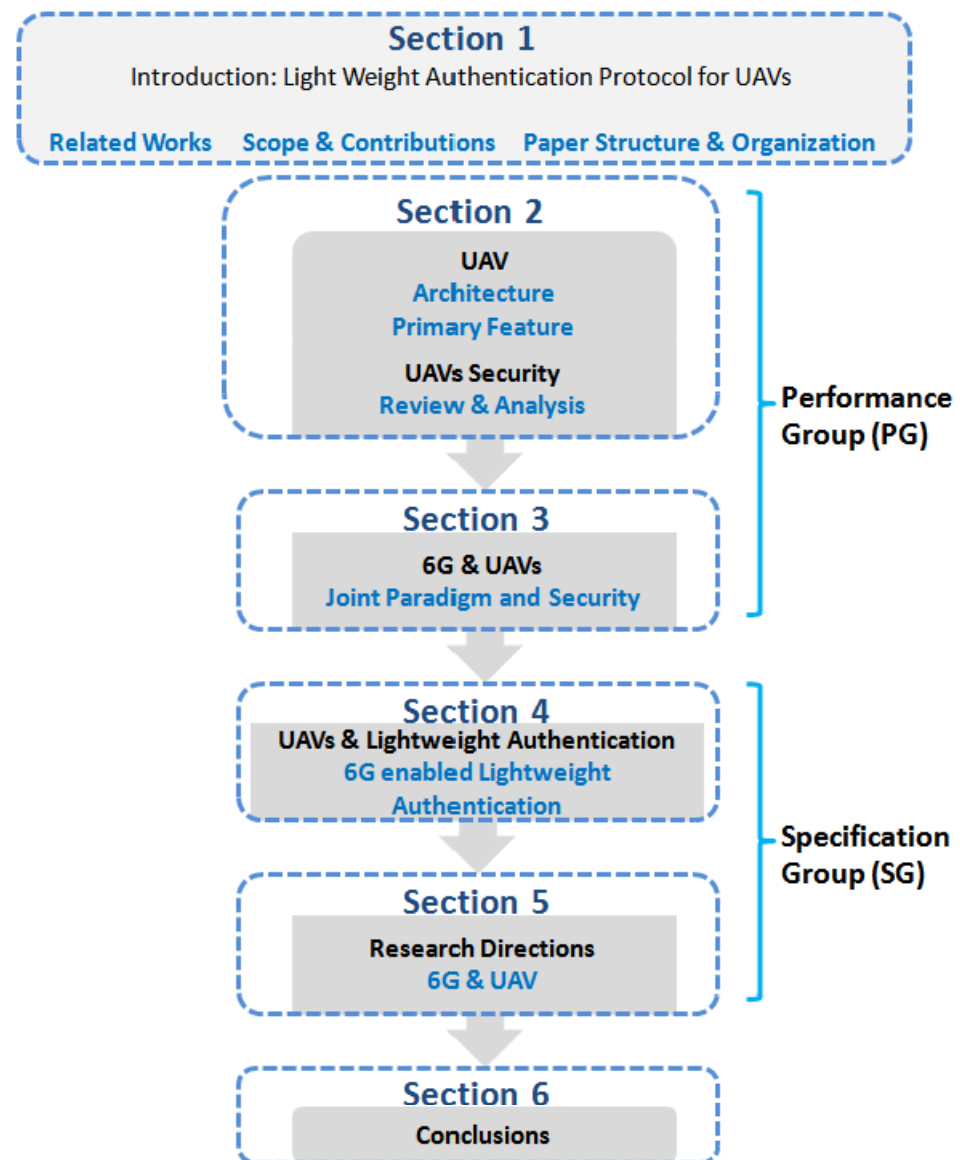 Section 1
Introduction: Light Weight Authentication Protocol for UAVs
Related Works Scope & Contributions Paper Structure & Organization
Section 2
UAV
Architecture
Primary Feature
UAVs Security
Review & Analysis
Performance
Group (PG)
Section 3
6G & UAVs
Joint Paradigm and Security
Section 4
UAVs & Lightweight Authentication
6G enabled Lightweight
Authentication
Specification
Group (SG)
Section 5
Research Directions
6G & UAV
Section 6
Conclusions